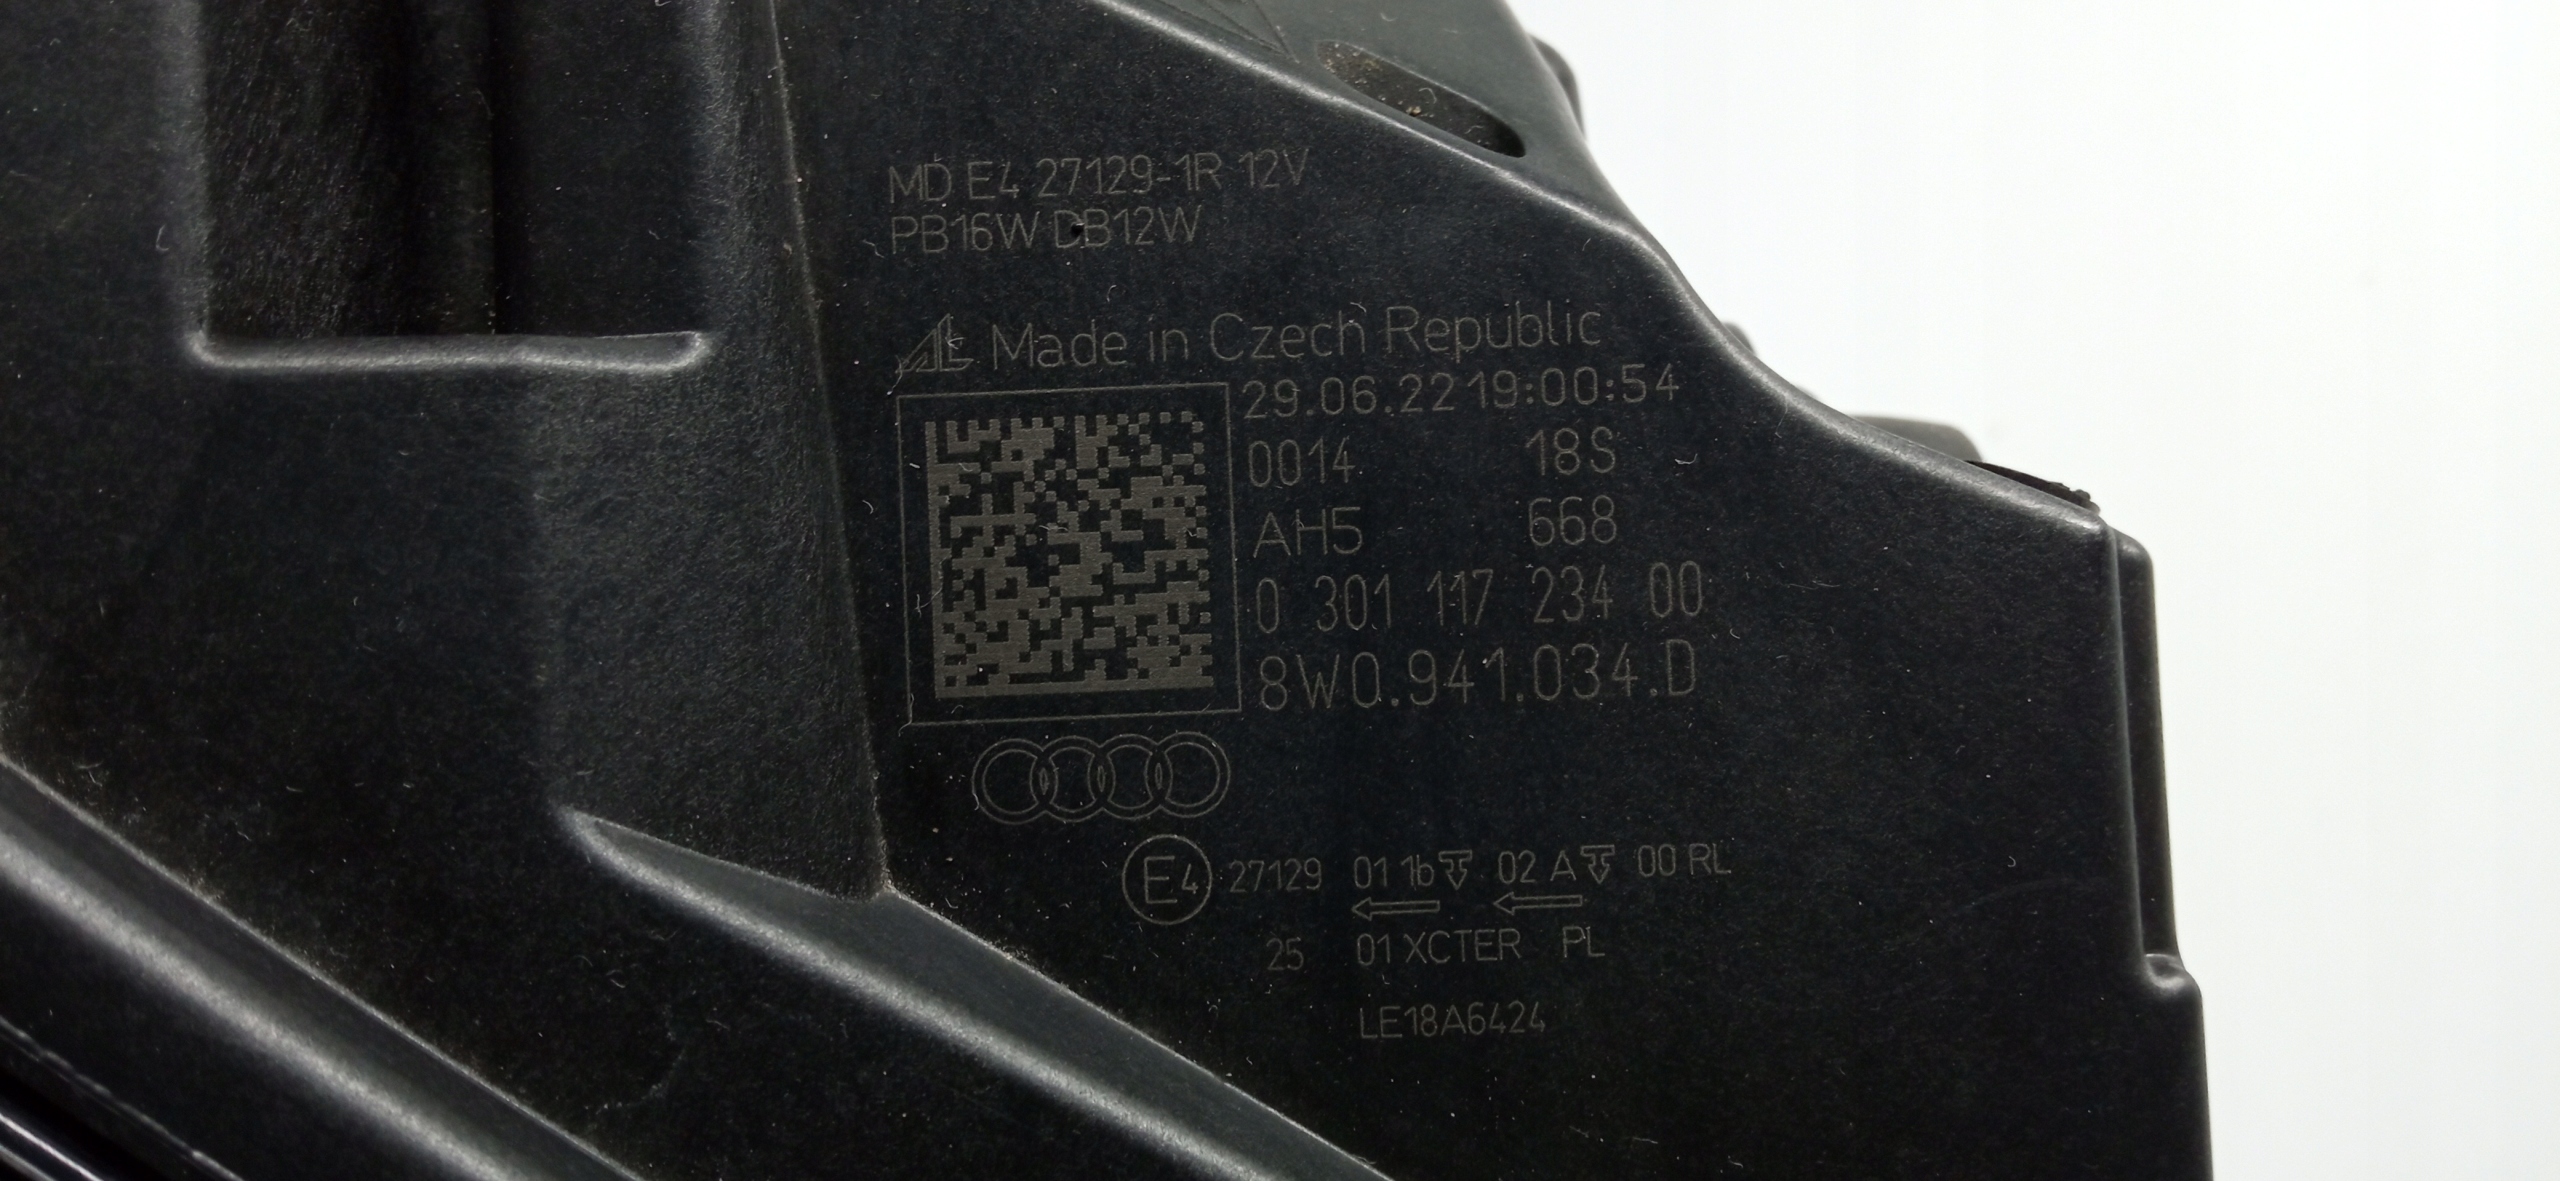 MD E4 27129-1R 12V
PB16W DB12W
AL Made in Czech Republic
29.06.22 19:00:54
0014 18S
AH5 668
0 301 117 234 00
8W0.941.034.D
E4 27129 01 1b 02 A 00 RL
25 01 XCTER PL
LE18A6424